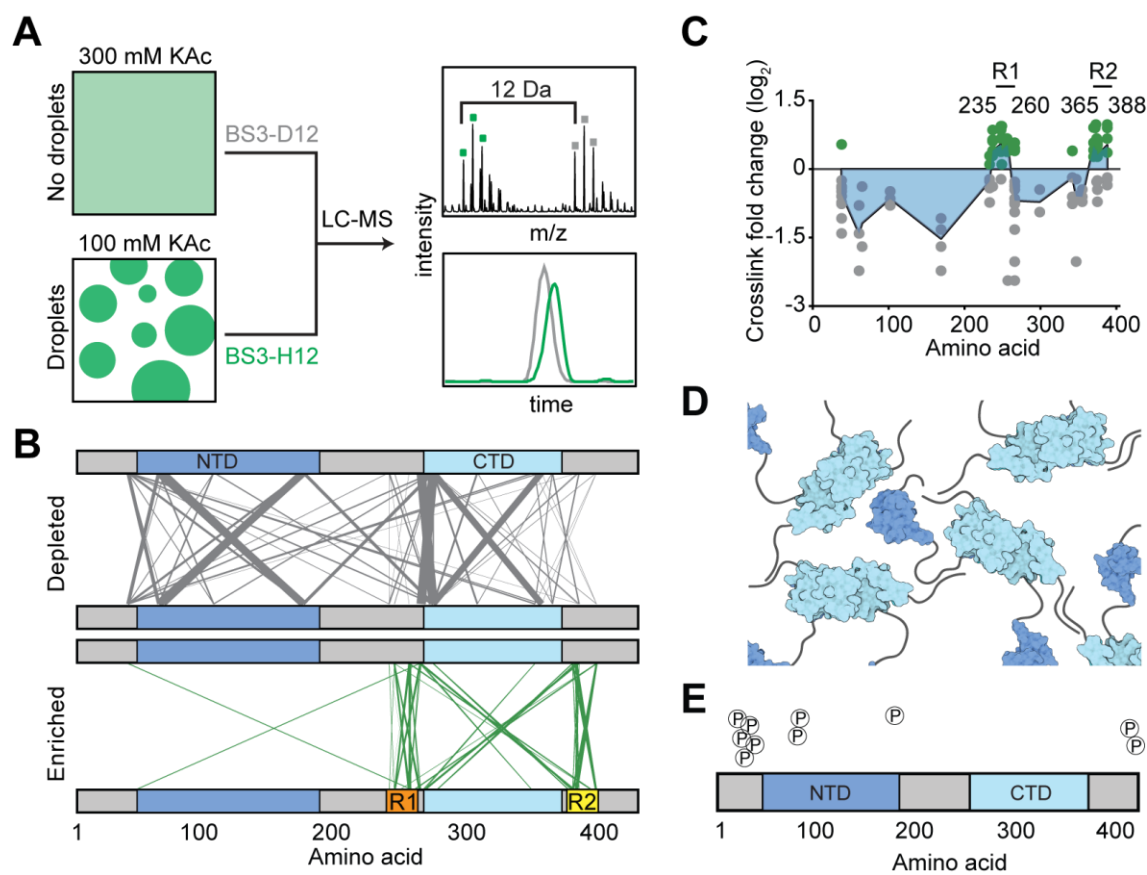 A
300 mM KAc
No droplets
BS3-D12
100 mM KAc
Droplets
BS3-H12
LC-MS
12 Da
intensity
m/z
time
B
NTD
CTD
Depleted
Enriched
R1
R2
1
100
200
300
400
Amino acid
C
R1
R2
235
260
365
388
Crosslink fold change (log2)
1.5
0
-1.5
-3
0
100
200
300
400
Amino acid
D
E
P
P
P
P
P
P
P
P
P
P
NTD
CTD
1
100
200
300
400
Amino acid